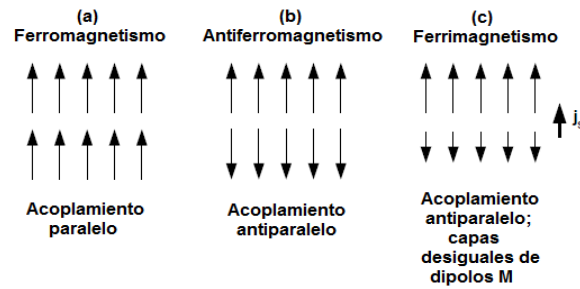 (a)
Ferromagnetismo
Acoplamiento
paralelo
(b)
Antiferromagnetismo
Acoplamiento
antiparalelo
(c)
Ferrimagnetismo
Acoplamiento
antiparalelo;
capas
desiguales de
dipolos M